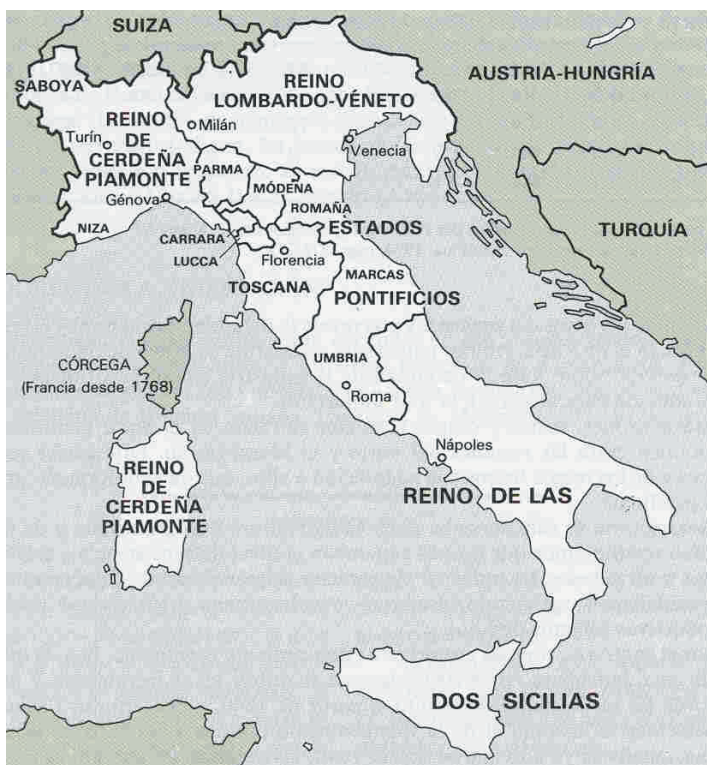 SUIZA
AUSTRIA-HUNGRÍA
SABOYA
REINO
LOMBARDO-VÉNETO
REINO
DE
CERDEÑA
PIAMONTE
Turín
Milán
Venecia
Génova
PARMA
MÓDENA
ROMAÑA
NIZA
CARRARA
LUCCA
ESTADOS
TURQUÍA
Florencia
TOSCANA
MARCAS
PONTIFICIOS
UMBRIA
Roma
CÓRCEGA
(Francia desde 1768)
Nápoles
REINO
DE
CERDEÑA
PIAMONTE
REINO DE LAS
DOS SICILIAS